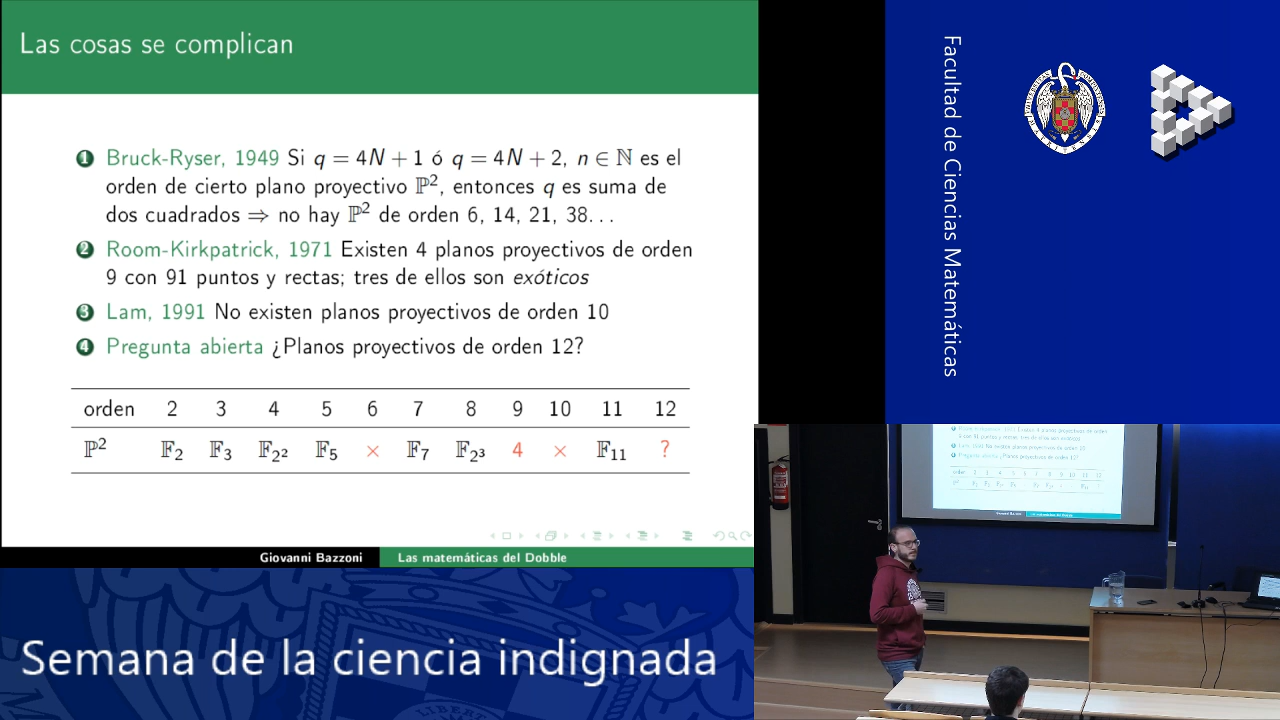 Las cosas se complican
1 Bruck-Ryser, 1949 Si q = 4N + 1 ó q = 4N + 2, n ∈ ℕ es el
orden de cierto plano proyectivo ℙ², entonces q es suma de
dos cuadrados ⇒ no hay ℙ² de orden 6, 14, 21, 38...
2 Room-Kirkpatrick, 1971 Existen 4 planos proyectivos de orden
9 con 91 puntos y rectas; tres de ellos son exóticos
3 Lam, 1991 No existen planos proyectivos de orden 10
4 Pregunta abierta ¿Planos proyectivos de orden 12?
orden 2 3 4 5 6 7 8 9 10 11 12
ℙ² 𝔽₂ 𝔽₃ 𝔽₂² 𝔽₅ × 𝔽₇ 𝔽₂³ 4 × 𝔽₁₁ ?
Giovanni Bazzoni Las matemáticas del Dobble
Semana de la ciencia indignada
Facultad de Ciencias Matemáticas